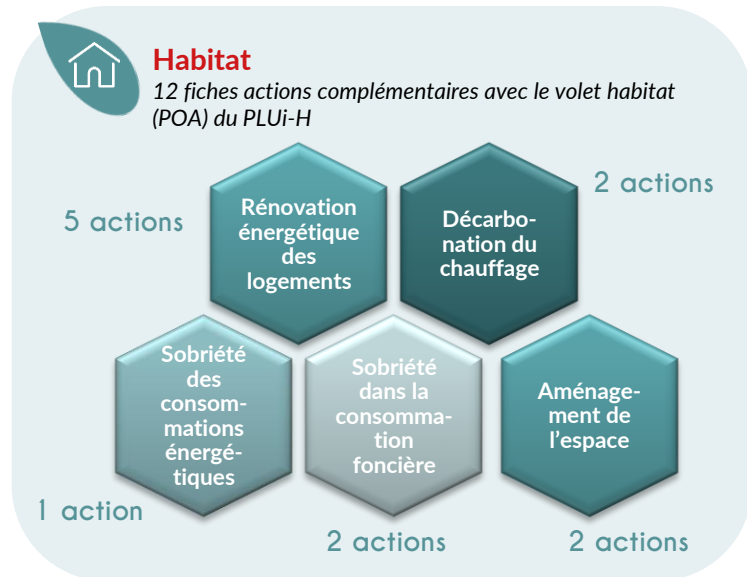 Habitat
12 fiches actions complémentaires avec le volet habitat
(POA) du PLUi-H
5 actions
Rénovation
énergétique
des
logements
Décarbo-
nation du
chauffage
2 actions
Sobriété
des
consom-
mations
énergé-
tiques
1 action
Sobriété
dans la
consomma-
tion
foncière
2 actions
Aménage-
ment de
l'espace
2 actions